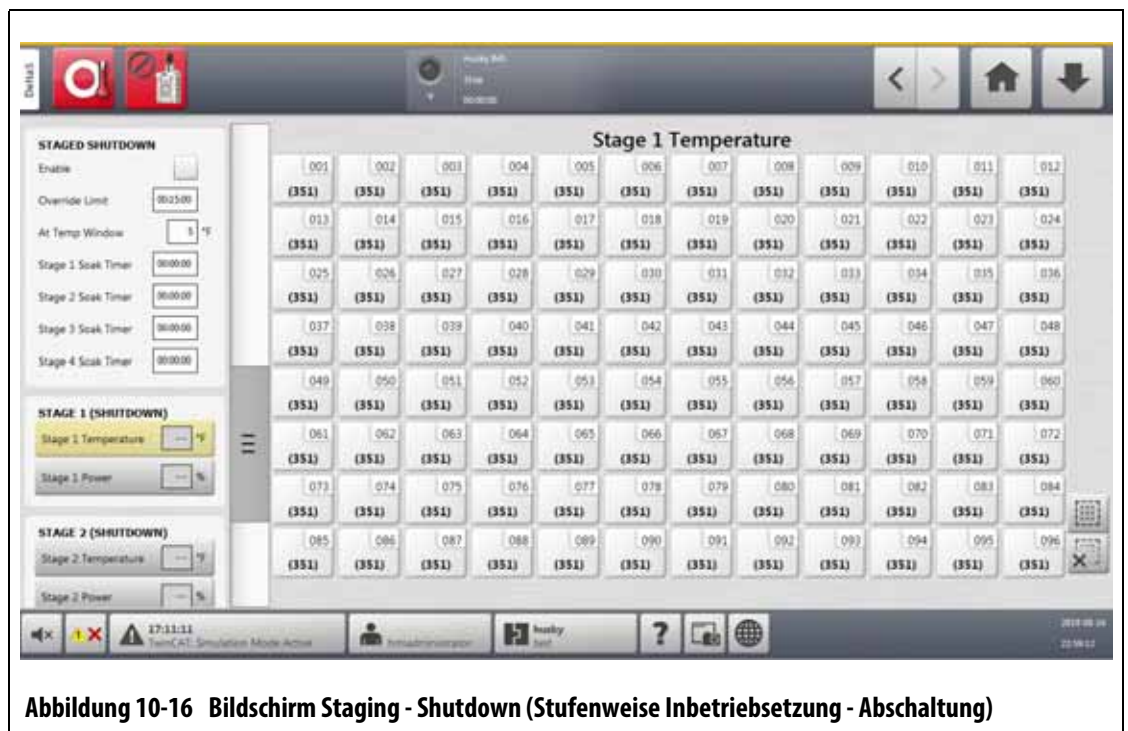 Delta3
husky test
Stop
00:00:00
STAGED SHUTDOWN
Enable
Override Limit 00:15:00
At Temp Window 5 °F
Stage 1 Soak Timer 00:00:00
Stage 2 Soak Timer 00:00:00
Stage 3 Soak Timer 00:00:00
Stage 4 Soak Timer 00:00:00
STAGE 1 (SHUTDOWN)
Stage 1 Temperature -- °F
Stage 1 Power -- %
STAGE 2 (SHUTDOWN)
Stage 2 Temperature -- °F
Stage 2 Power -- %
Stage 1 Temperature
001 002 003 004 005 006 007 008 009 010 011 012
(351) (351) (351) (351) (351) (351) (351) (351) (351) (351) (351) (351)
013 014 015 016 017 018 019 020 021 022 023 024
(351) (351) (351) (351) (351) (351) (351) (351) (351) (351) (351) (351)
025 026 027 028 029 030 031 032 033 034 035 036
(351) (351) (351) (351) (351) (351) (351) (351) (351) (351) (351) (351)
037 038 039 040 041 042 043 044 045 046 047 048
(351) (351) (351) (351) (351) (351) (351) (351) (351) (351) (351) (351)
049 050 051 052 053 054 055 056 057 058 059 060
(351) (351) (351) (351) (351) (351) (351) (351) (351) (351) (351) (351)
061 062 063 064 065 066 067 068 069 070 071 072
(351) (351) (351) (351) (351) (351) (351) (351) (351) (351) (351) (351)
073 074 075 076 077 078 079 080 081 082 083 084
(351) (351) (351) (351) (351) (351) (351) (351) (351) (351) (351) (351)
085 086 087 088 089 090 091 092 093 094 095 096
(351) (351) (351) (351) (351) (351) (351) (351) (351) (351) (351) (351)
17:11:11
TwinCAT: Simulation Mode Active
hmiadministrator
husky
test
?
Abbildung 10-16 Bildschirm Staging - Shutdown (Stufenweise Inbetriebsetzung - Abschaltung)